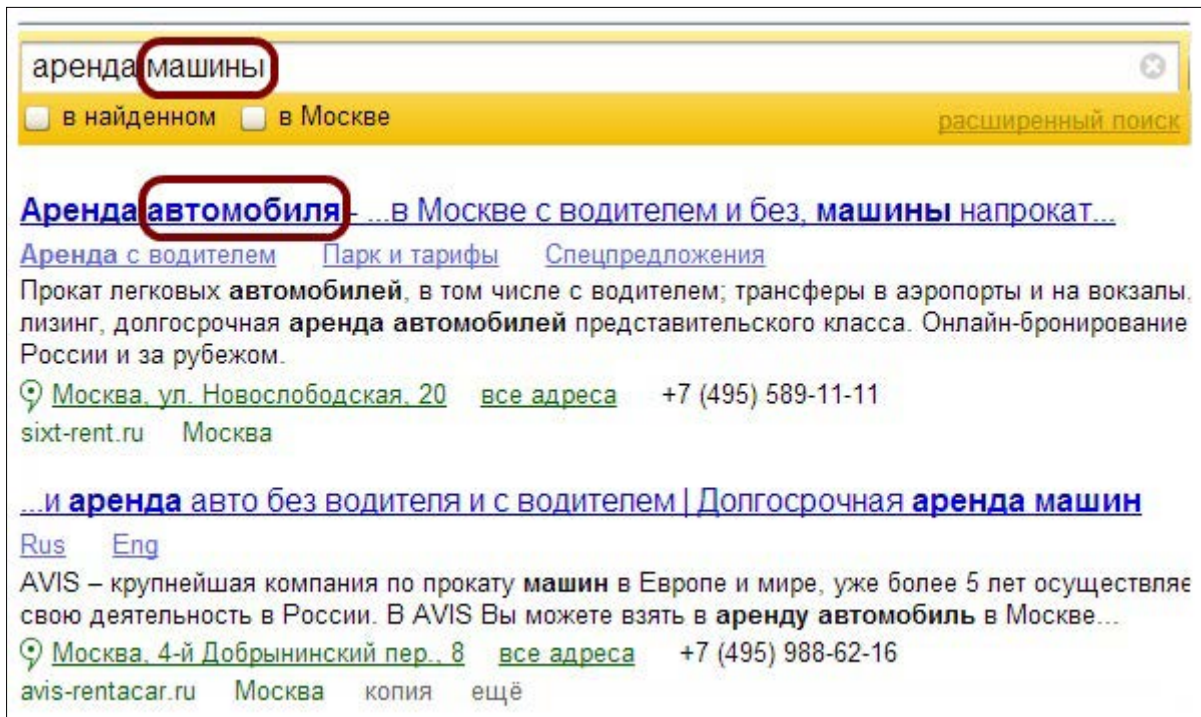 аренда машины
в найденном в Москве расширенный поиск
Аренда автомобиля - ...в Москве с водителем и без, машины напрокат...
Аренда с водителем Парк и тарифы Спецпредложения
Прокат легковых автомобилей, в том числе с водителем; трансферы в аэропорты и на вокзалы,
лизинг, долгосрочная аренда автомобилей представительского класса. Онлайн-бронирование
России и за рубежом.
Москва, ул. Новослободская, 20 все адреса +7 (495) 589-11-11
sixt-rent.ru Москва
...и аренда авто без водителя и с водителем | Долгосрочная аренда машин
Rus Eng
AVIS – крупнейшая компания по прокату машин в Европе и мире, уже более 5 лет осуществляе
свою деятельность в России. В AVIS Вы можете взять в аренду автомобиль в Москве...
Москва, 4-й Добрынинский пер., 8 все адреса +7 (495) 988-62-16
avis-rentacar.ru Москва копия ещё